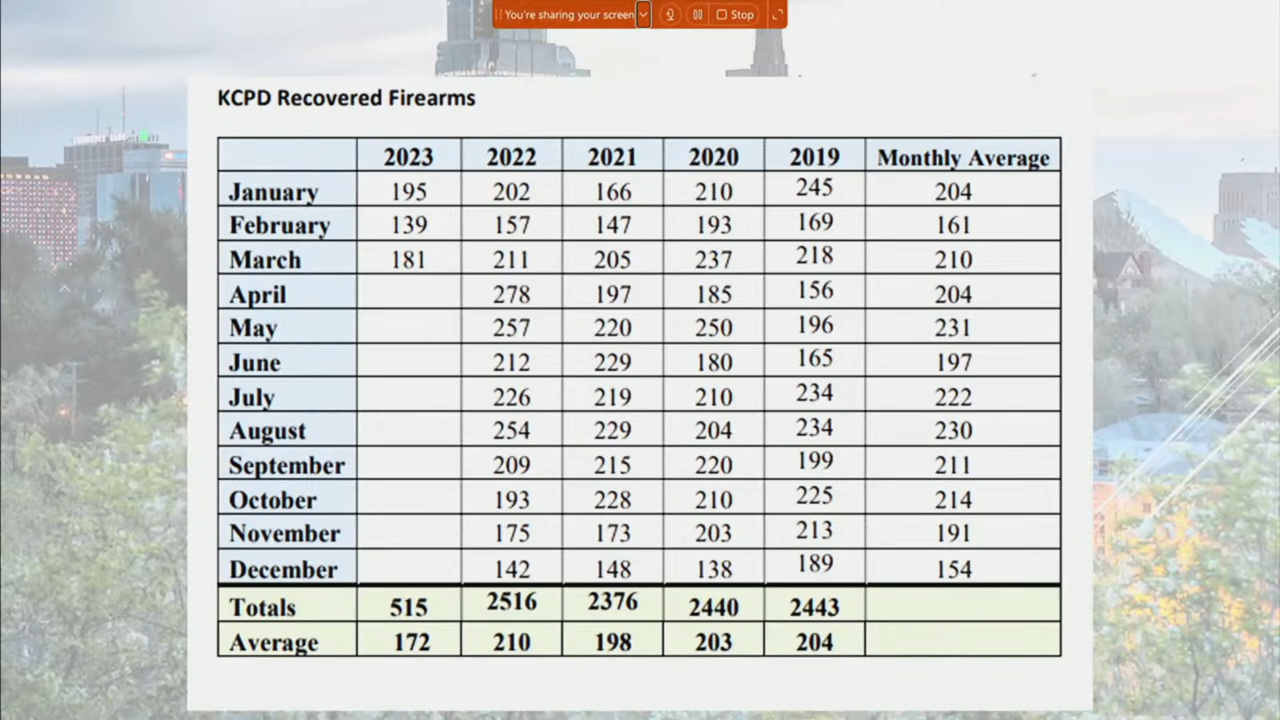 You're sharing your screen Stop
KCPD Recovered Firearms
2023 2022 2021 2020 2019 Monthly Average
January 195 202 166 210 245 204
February 139 157 147 193 169 161
March 181 211 205 237 218 210
April 278 197 185 156 204
May 257 220 250 196 231
June 212 229 180 165 197
July 226 219 210 234 222
August 254 229 204 234 230
September 209 215 220 199 211
October 193 228 210 225 214
November 175 173 203 213 191
December 142 148 138 189 154
Totals 515 2516 2376 2440 2443
Average 172 210 198 203 204